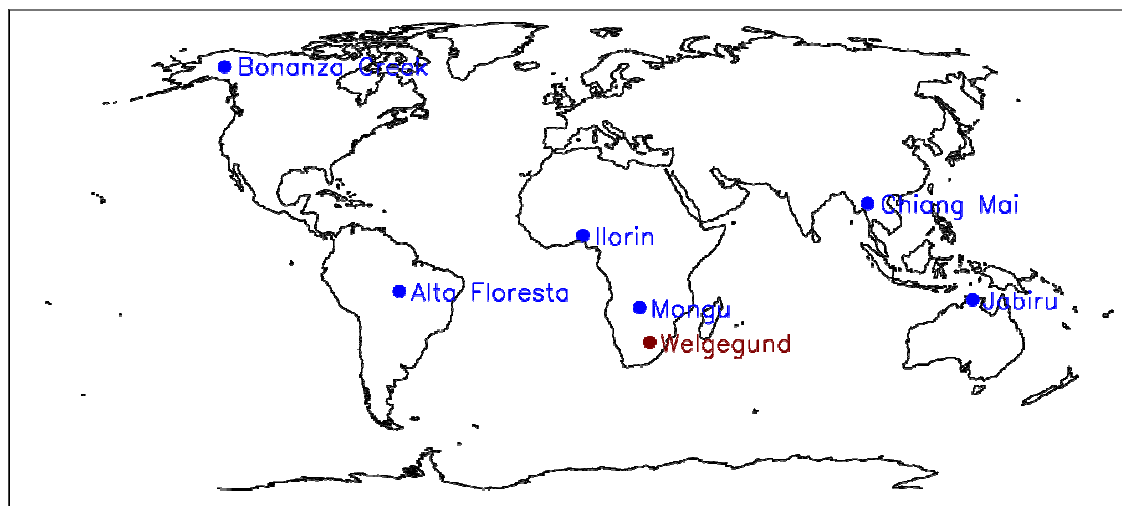 Bonanza Creek
Chiang Mai
Ilorin
Alta Floresta
Mongu
Jabiru
Welgegund